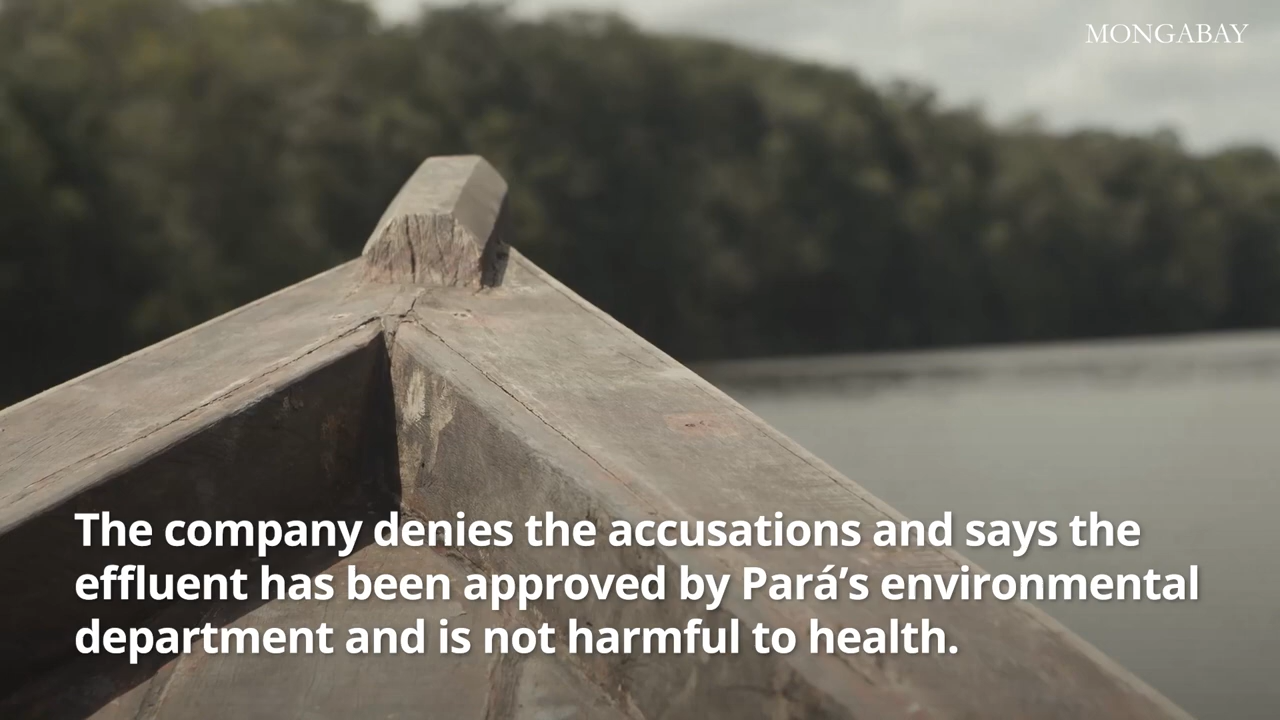 MONGABAY
The company denies the accusations and says the
effluent has been approved by Pará’s environmental
department and is not harmful to health.